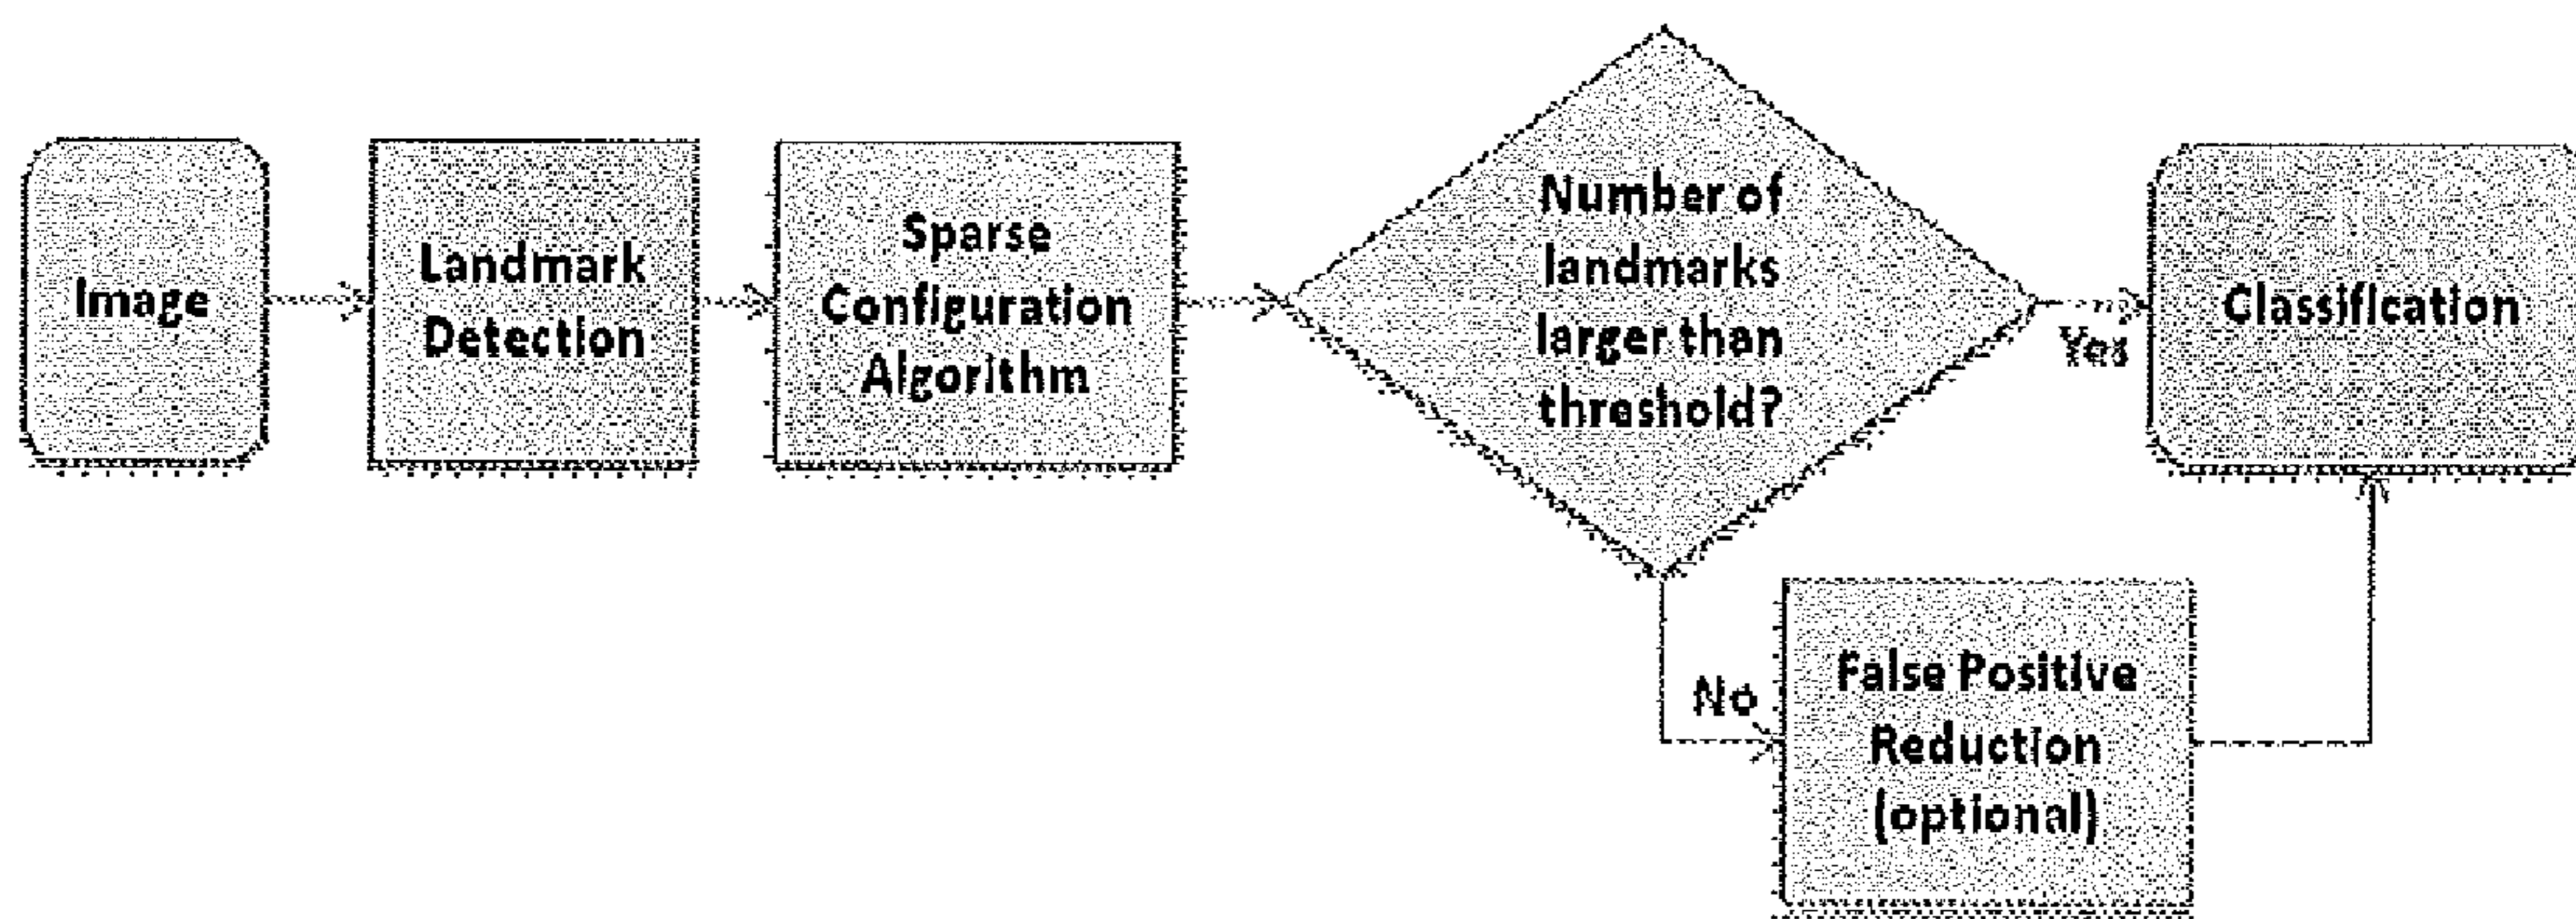 Image
Landmark
Detection
Sparse
Configuration
Algorithm
Number of
landmarks
larger than
threshold?
Yes
Classification
No
False Positive
Reduction
(optional)